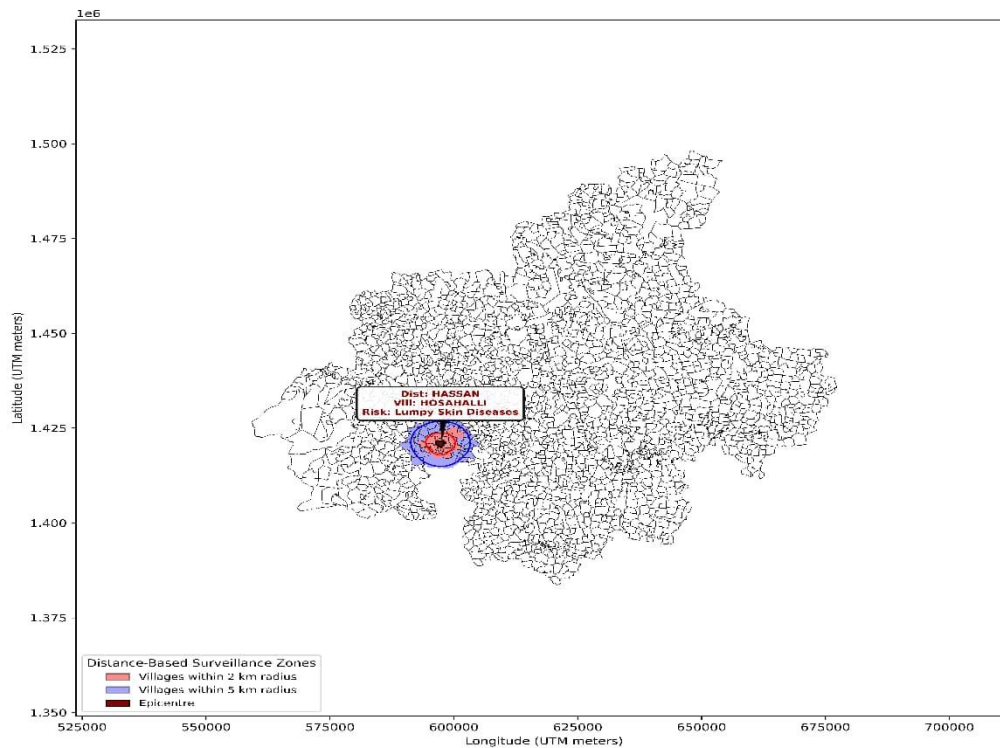 1e6
1.525
1.500
1.475
1.450
1.425
1.400
1.375
1.350
Latitude (UTM meters)
Dist: HASSAN
Vill: HOSAHALLI
Risk: Lumpy Skin Diseases
Distance-Based Surveillance Zones
Villages within 2 km radius
Villages within 5 km radius
Epicentre
525000 550000 575000 600000 625000 650000 675000 700000
Longitude (UTM meters)